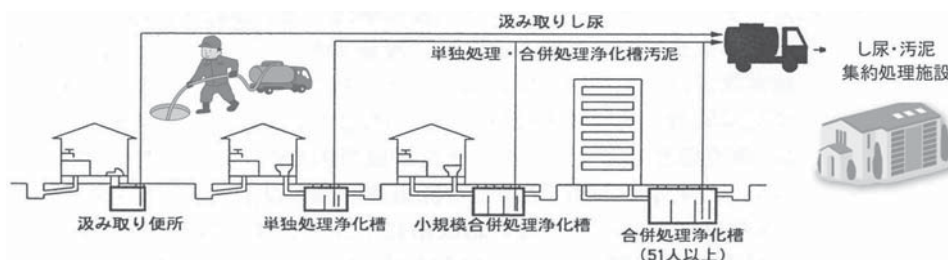 汲み取りし尿
単独処理・合併処理浄化槽汚泥
し尿・汚泥
集約処理施設
汲み取り便所
単独処理浄化槽
小規模合併処理浄化槽
合併処理浄化槽
(51人以上)